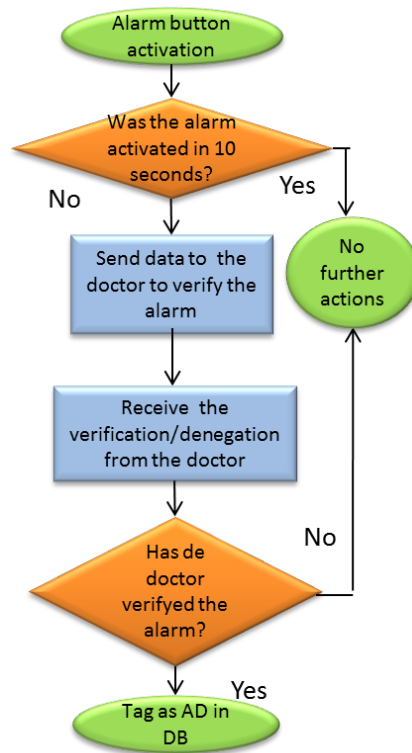 Alarm button
activation
Was the alarm
activated in 10
seconds?
No
Yes
Send data to the
doctor to verify the
alarm
No
further
actions
Receive the
verification/denegation
from the doctor
No
Has de
doctor
verifyed the
alarm?
Yes
Tag as AD in
DB